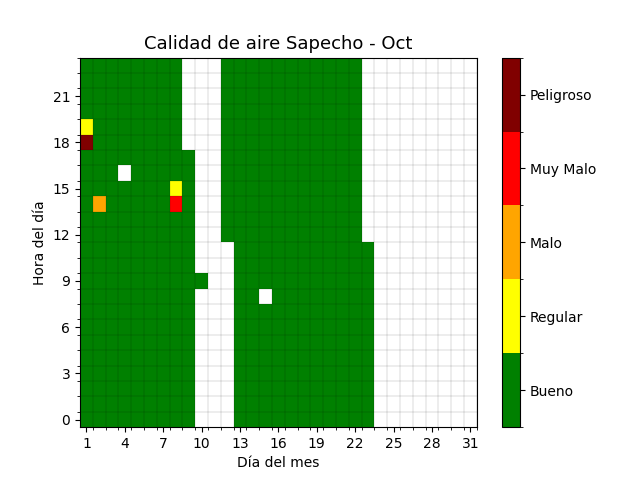 Calidad de aire Sapecho - Oct
21
18
15
12
9
6
3
0
Hora del día
1 4 7 10 13 16 19 22 25 28 31
Día del mes
Peligroso
Muy Malo
Malo
Regular
Bueno